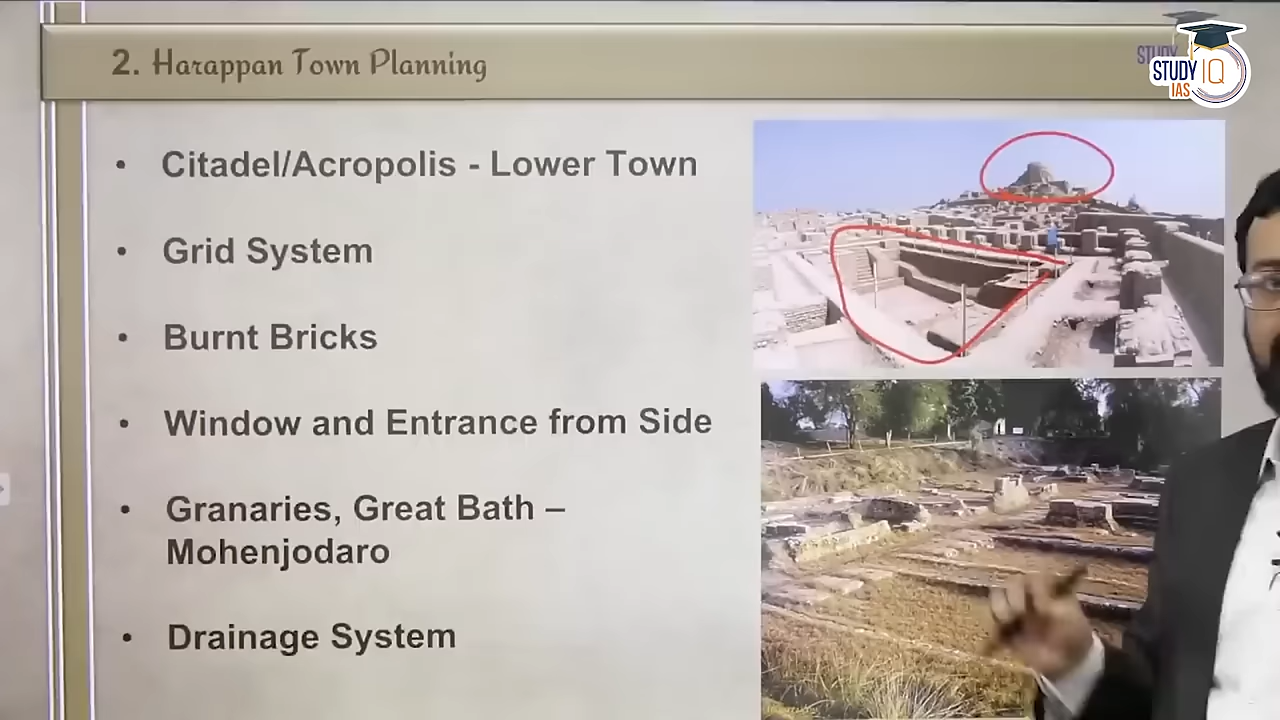 2. Harappan Town Planning
STUDY IQ
IAS
• Citadel/Acropolis - Lower Town
• Grid System
• Burnt Bricks
• Window and Entrance from Side
• Granaries, Great Bath –
Mohenjodaro
• Drainage System